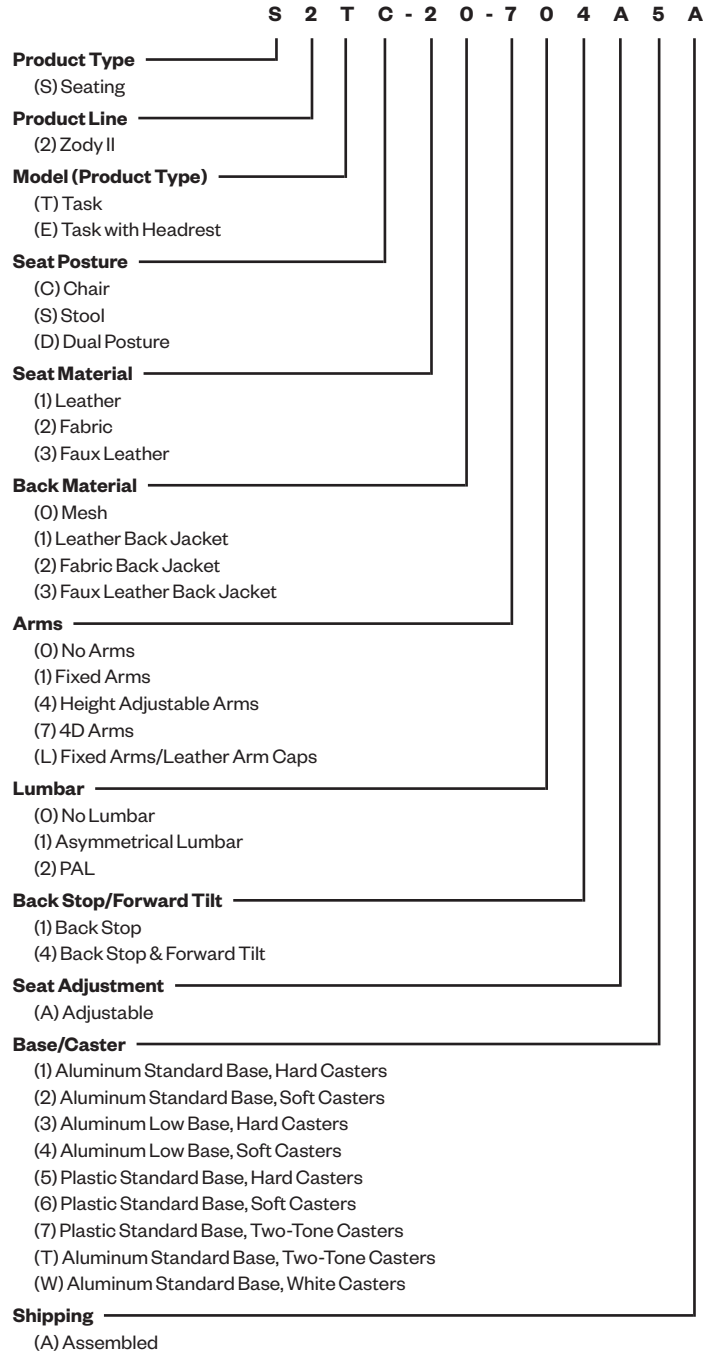 S 2 T C - 2 0 - 7 0 4 A 5 A
Product Type
(S) Seating
Product Line
(2) Zody II
Model (Product Type)
(T) Task
(E) Task with Headrest
Seat Posture
(C) Chair
(S) Stool
(D) Dual Posture
Seat Material
(1) Leather
(2) Fabric
(3) Faux Leather
Back Material
(0) Mesh
(1) Leather Back Jacket
(2) Fabric Back Jacket
(3) Faux Leather Back Jacket
Arms
(0) No Arms
(1) Fixed Arms
(4) Height Adjustable Arms
(7) 4D Arms
(L) Fixed Arms/Leather Arm Caps
Lumbar
(0) No Lumbar
(1) Asymmetrical Lumbar
(2) PAL
Back Stop/Forward Tilt
(1) Back Stop
(4) Back Stop & Forward Tilt
Seat Adjustment
(A) Adjustable
Base/Caster
(1) Aluminum Standard Base, Hard Casters
(2) Aluminum Standard Base, Soft Casters
(3) Aluminum Low Base, Hard Casters
(4) Aluminum Low Base, Soft Casters
(5) Plastic Standard Base, Hard Casters
(6) Plastic Standard Base, Soft Casters
(7) Plastic Standard Base, Two-Tone Casters
(T) Aluminum Standard Base, Two-Tone Casters
(W) Aluminum Standard Base, White Casters
Shipping
(A) Assembled